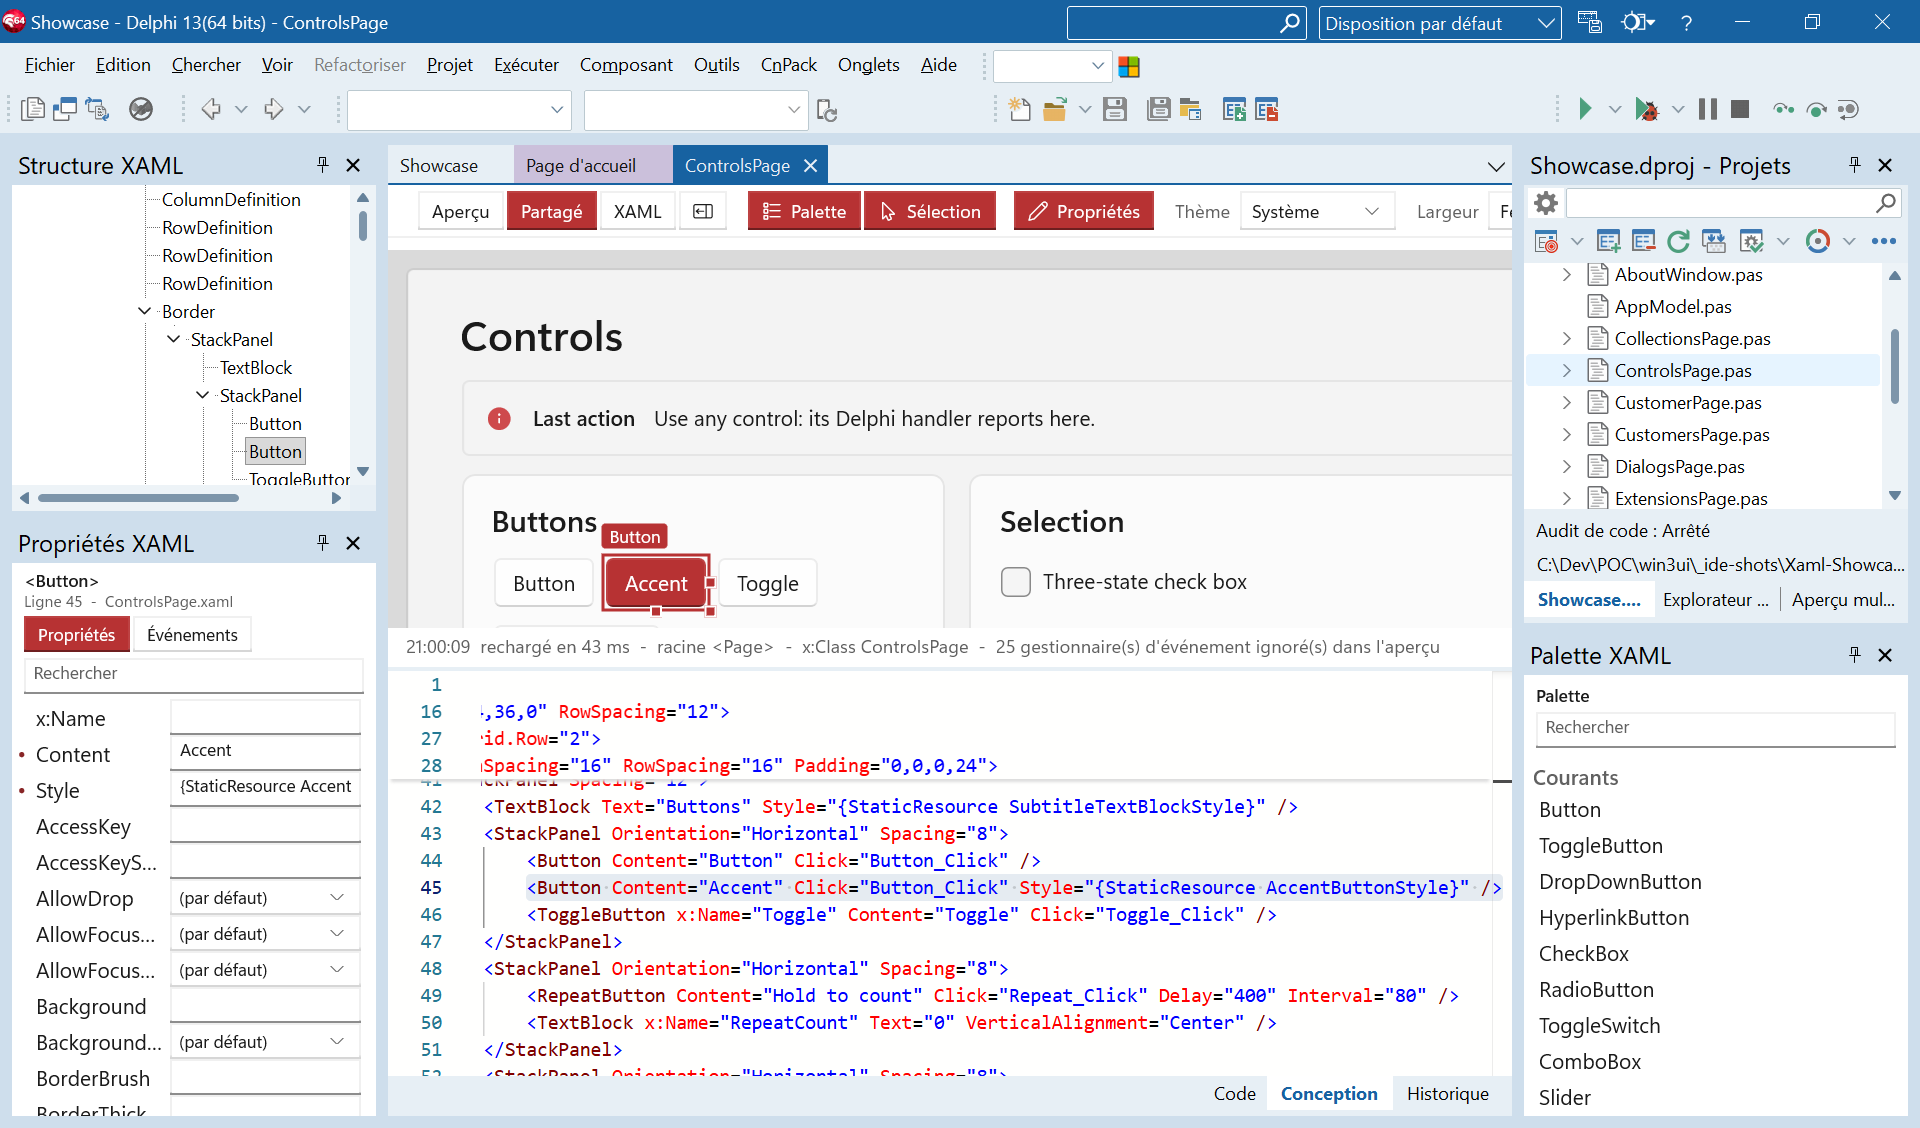 Showcase - Delphi 13(64 bits) - ControlsPage
Disposition par défaut
Fichier Edition Chercher Voir Refactoriser Projet Exécuter Composant Outils CnPack Onglets Aide
Structure XAML
ColumnDefinition
RowDefinition
RowDefinition
RowDefinition
Border
StackPanel
TextBlock
StackPanel
Button
Button
ToggleButton
Propriétés XAML
<Button>
Ligne 45 - ControlsPage.xaml
Propriétés Événements
Rechercher
x:Name
Content Accent
Style {StaticResource Accent
AccessKey
AccessKeyS...
AllowDrop (par défaut)
AllowFocus... (par défaut)
AllowFocus... (par défaut)
Background
Background... (par défaut)
BorderBrush
BorderThick
Showcase Page d'accueil ControlsPage
Aperçu Partagé XAML Palette Sélection Propriétés Thème Système Largeur
Controls
Last action Use any control: its Delphi handler reports here.
Buttons
Button
Button Accent Toggle
Selection
Three-state check box
21:00:09 rechargé en 43 ms - racine <Page> - x:Class ControlsPage - 25 gestionnaire(s) d'événement ignoré(s) dans l'aperçu
1
16 ,36,0" RowSpacing="12">
27 id.Row="2">
28 Spacing="16" RowSpacing="16" Padding="0,0,0,24">
41 ckPanel Spacing="12">
42 <TextBlock Text="Buttons" Style="{StaticResource SubtitleTextBlockStyle}" />
43 <StackPanel Orientation="Horizontal" Spacing="8">
44 <Button Content="Button" Click="Button_Click" />
45 <Button Content="Accent" Click="Button_Click" Style="{StaticResource AccentButtonStyle}" />
46 <ToggleButton x:Name="Toggle" Content="Toggle" Click="Toggle_Click" />
47 </StackPanel>
48 <StackPanel Orientation="Horizontal" Spacing="8">
49 <RepeatButton Content="Hold to count" Click="Repeat_Click" Delay="400" Interval="80" />
50 <TextBlock x:Name="RepeatCount" Text="0" VerticalAlignment="Center" />
51 </StackPanel>
52 <StackPanel Orientation="Horizontal" Spacing="8">
Code Conception Historique
Showcase.dproj - Projets
AboutWindow.pas
AppModel.pas
CollectionsPage.pas
ControlsPage.pas
CustomerPage.pas
CustomersPage.pas
DialogsPage.pas
ExtensionsPage.pas
Audit de code : Arrêté
C:\Dev\POC\win3ui\_ide-shots\Xaml-Showca...
Showcase.... Explorateur ... Aperçu mul...
Palette XAML
Palette
Rechercher
Courants
Button
ToggleButton
DropDownButton
HyperlinkButton
CheckBox
RadioButton
ToggleSwitch
ComboBox
Slider